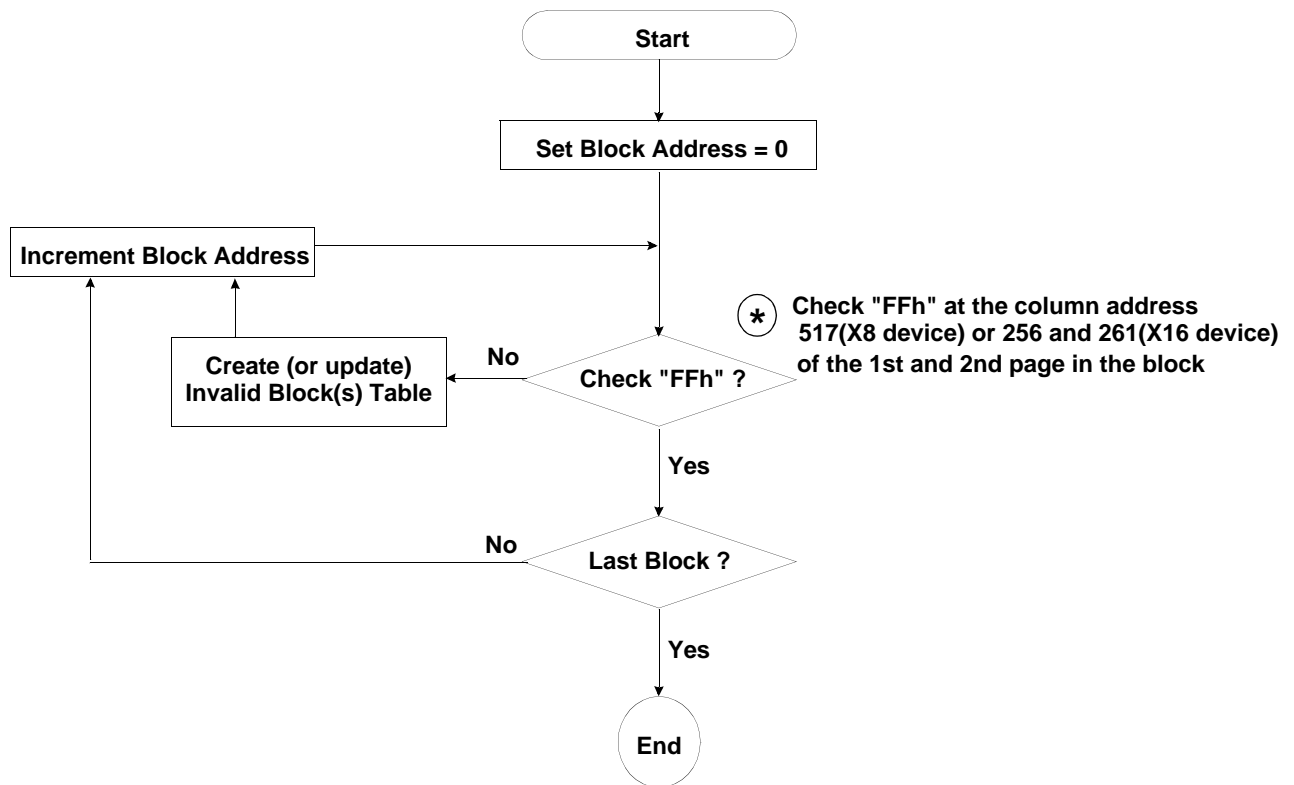 Start
Set Block Address = 0
Increment Block Address
* Check "FFh" at the column address
517(X8 device) or 256 and 261(X16 device)
of the 1st and 2nd page in the block
No
Create (or update)
Invalid Block(s) Table
Check "FFh" ?
Yes
No
Last Block ?
Yes
End